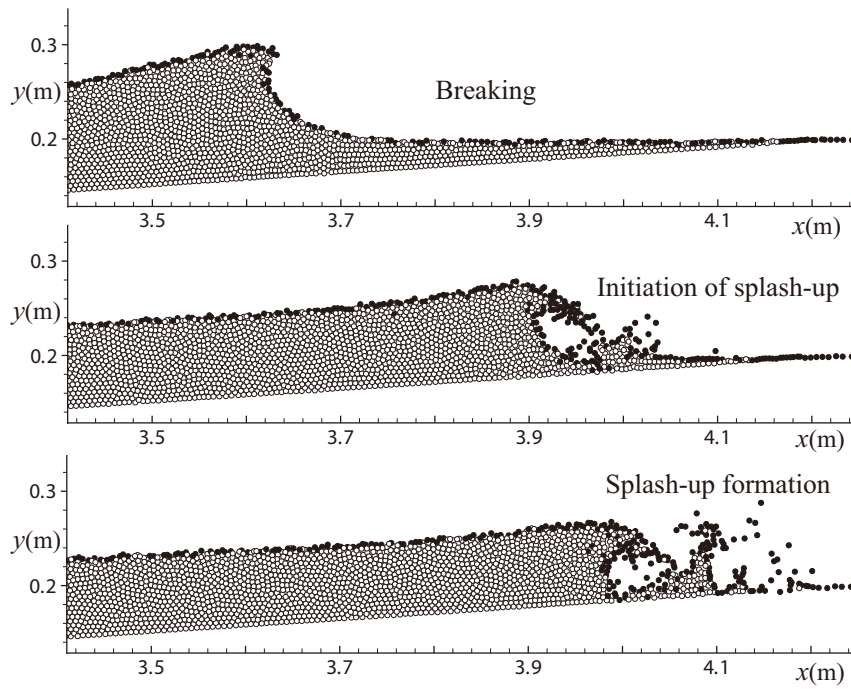 0.3
y(m)
Breaking
0.2
3.5 3.7 3.9 4.1
x(m)
0.3
Initiation of splash-up
y(m)
0.2
3.5 3.7 3.9 4.1 x(m)
Splash-up formation
0.3
y(m)
0.2
3.5 3.7 3.9 4.1 x(m)